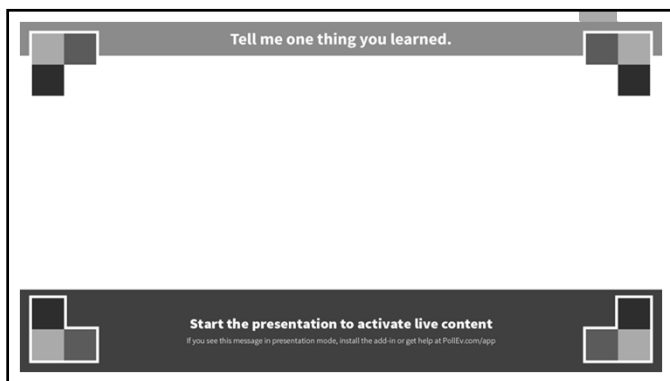 Tell me one thing you learned.
Start the presentation to activate live content
If you see this message in presentation mode, install the add-in or get help at PollEv.com/app